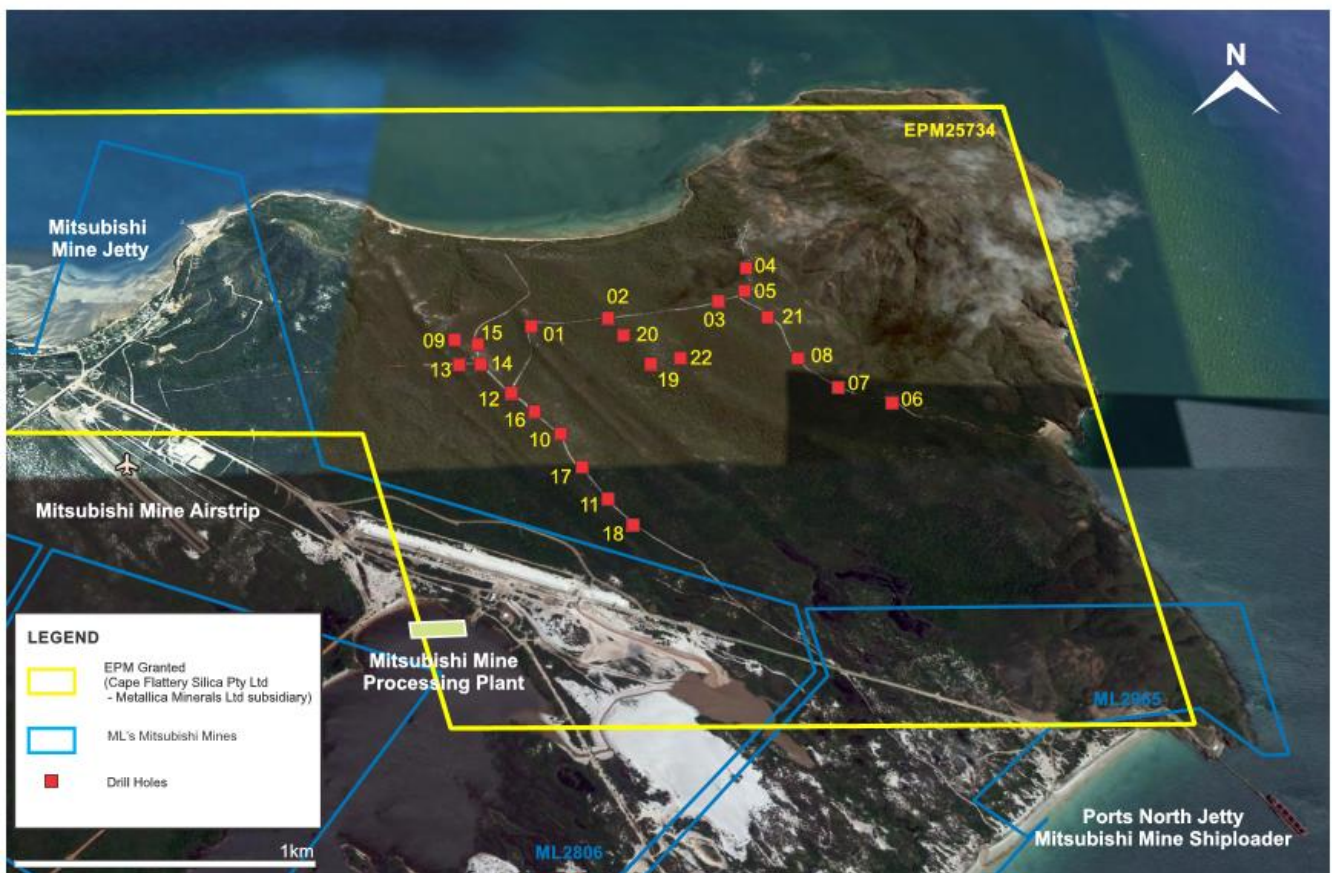 N
EPM25734
Mitsubishi
Mine Jetty
04
02
05
03
01
20
21
15
09
22
08
14
13
19
07
12
06
16
10
17
Mitsubishi Mine Airstrip
11
18
LEGEND
EPM Granted
(Cape Flattery Silica Pty Ltd
- Metallica Minerals Ltd subsidiary)
ML's Mitsubishi Mines
Drill Holes
1km
Mitsubishi Mine
Processing Plant
ML2965
Ports North Jetty
Mitsubishi Mine Shiploader
ML2806